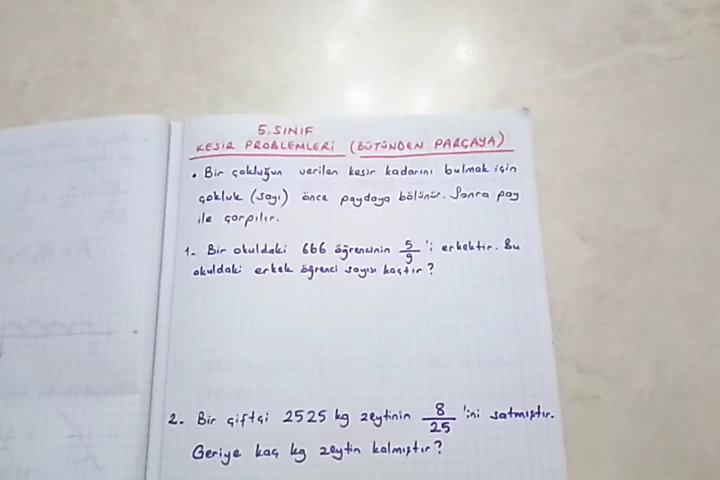 5. SINIF
KESİR PROBLEMLERİ (BÜTÜNDEN PARÇAYA)
• Bir çokluğun verilen kesir kadarını bulmak için
çokluk (sayı) önce paydaya bölünür. Sonra pay
ile çarpılır.
1- Bir okuldaki 666 öğrencinin 5/9 'i erkektir. Bu
okuldaki erkek öğrenci sayısı kaçtır?
2. Bir çiftçi 2525 kg zeytinin 8/25 'ini satmıştır.
Geriye kaç kg zeytin kalmıştır?